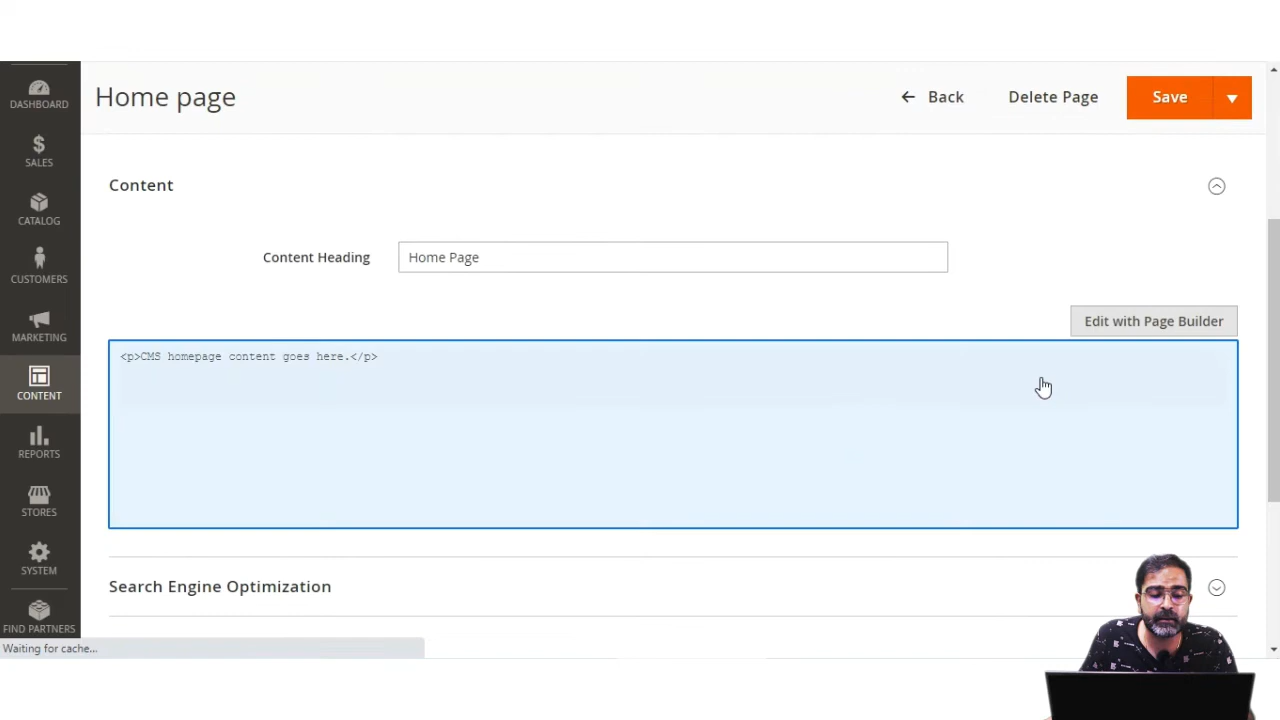 Home page
Back
Delete Page
Save
DASHBOARD
SALES
CATALOG
CUSTOMERS
MARKETING
CONTENT
REPORTS
STORES
SYSTEM
FIND PARTNERS
Content
Content Heading
Home Page
Edit with Page Builder
<p>CMS homepage content goes here.</p>
Search Engine Optimization
Waiting for cache...